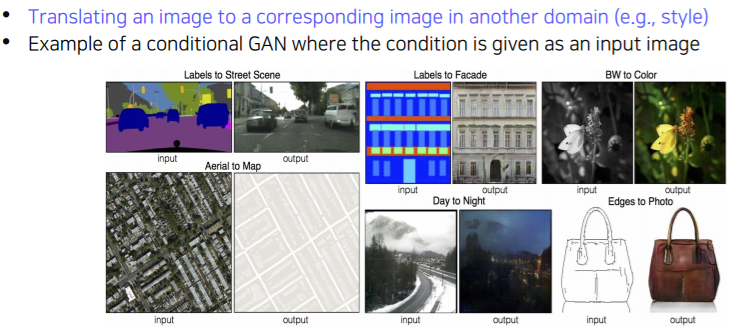 • Translating an image to a corresponding image in another domain (e.g., style)
• Example of a conditional GAN where the condition is given as an input image
Labels to Street Scene
input output
Labels to Facade
input output
BW to Color
input output
Aerial to Map
input output
Day to Night
input output
Edges to Photo
input output